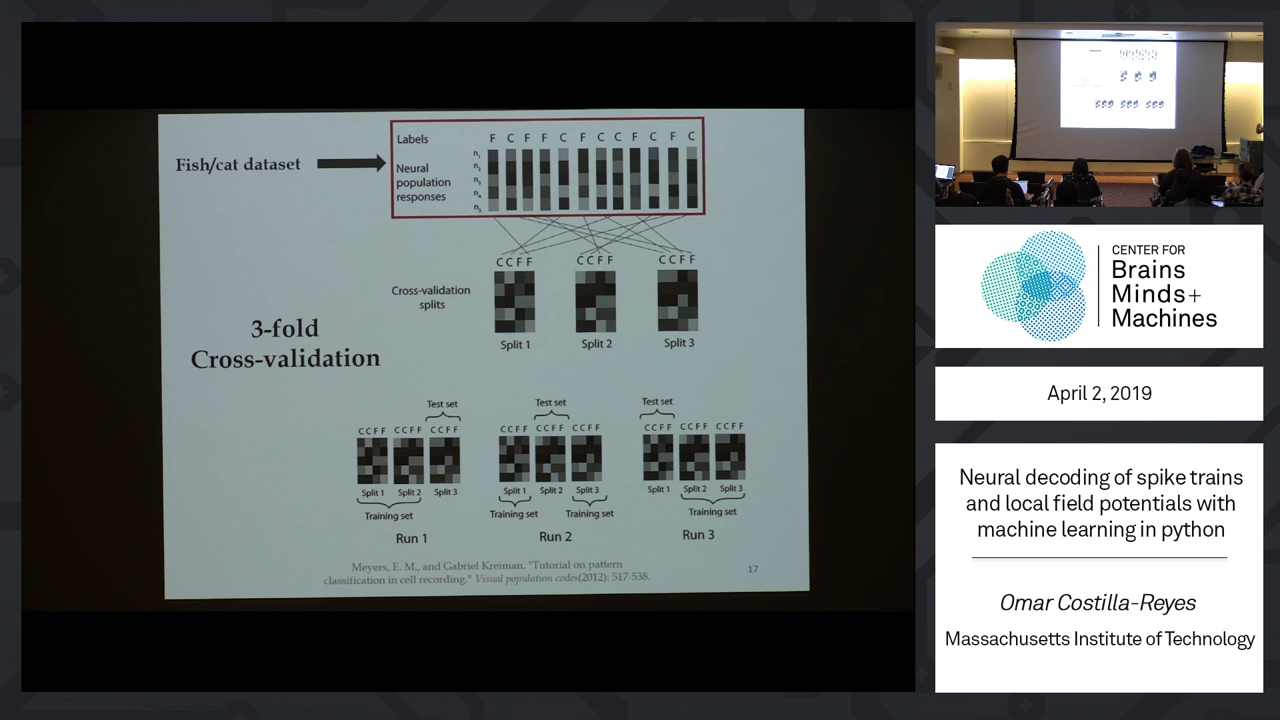 Fish/cat dataset
Labels
F C F F C F C C F C F C
Neural
population
responses
n1
n2
n3
n4
n5
C C F F
C C F F
C C F F
Cross-validation
splits
Split 1
Split 2
Split 3
3-fold
Cross-validation
Test set
Test set
Test set
C C F F C C F F C C F F
C C F F C C F F C C F F
C C F F C C F F C C F F
Split 1 Split 2 Split 3
Split 1 Split 2 Split 3
Split 1 Split 2 Split 3
Training set
Training set Training set
Training set
Run 1
Run 2
Run 3
Meyers, E. M., and Gabriel Kreiman. "Tutorial on pattern
classification in cell recording." Visual population codes(2012): 517-538.
17
CENTER FOR
Brains
Minds+
Machines
April 2, 2019
Neural decoding of spike trains
and local field potentials with
machine learning in python
Omar Costilla-Reyes
Massachusetts Institute of Technology